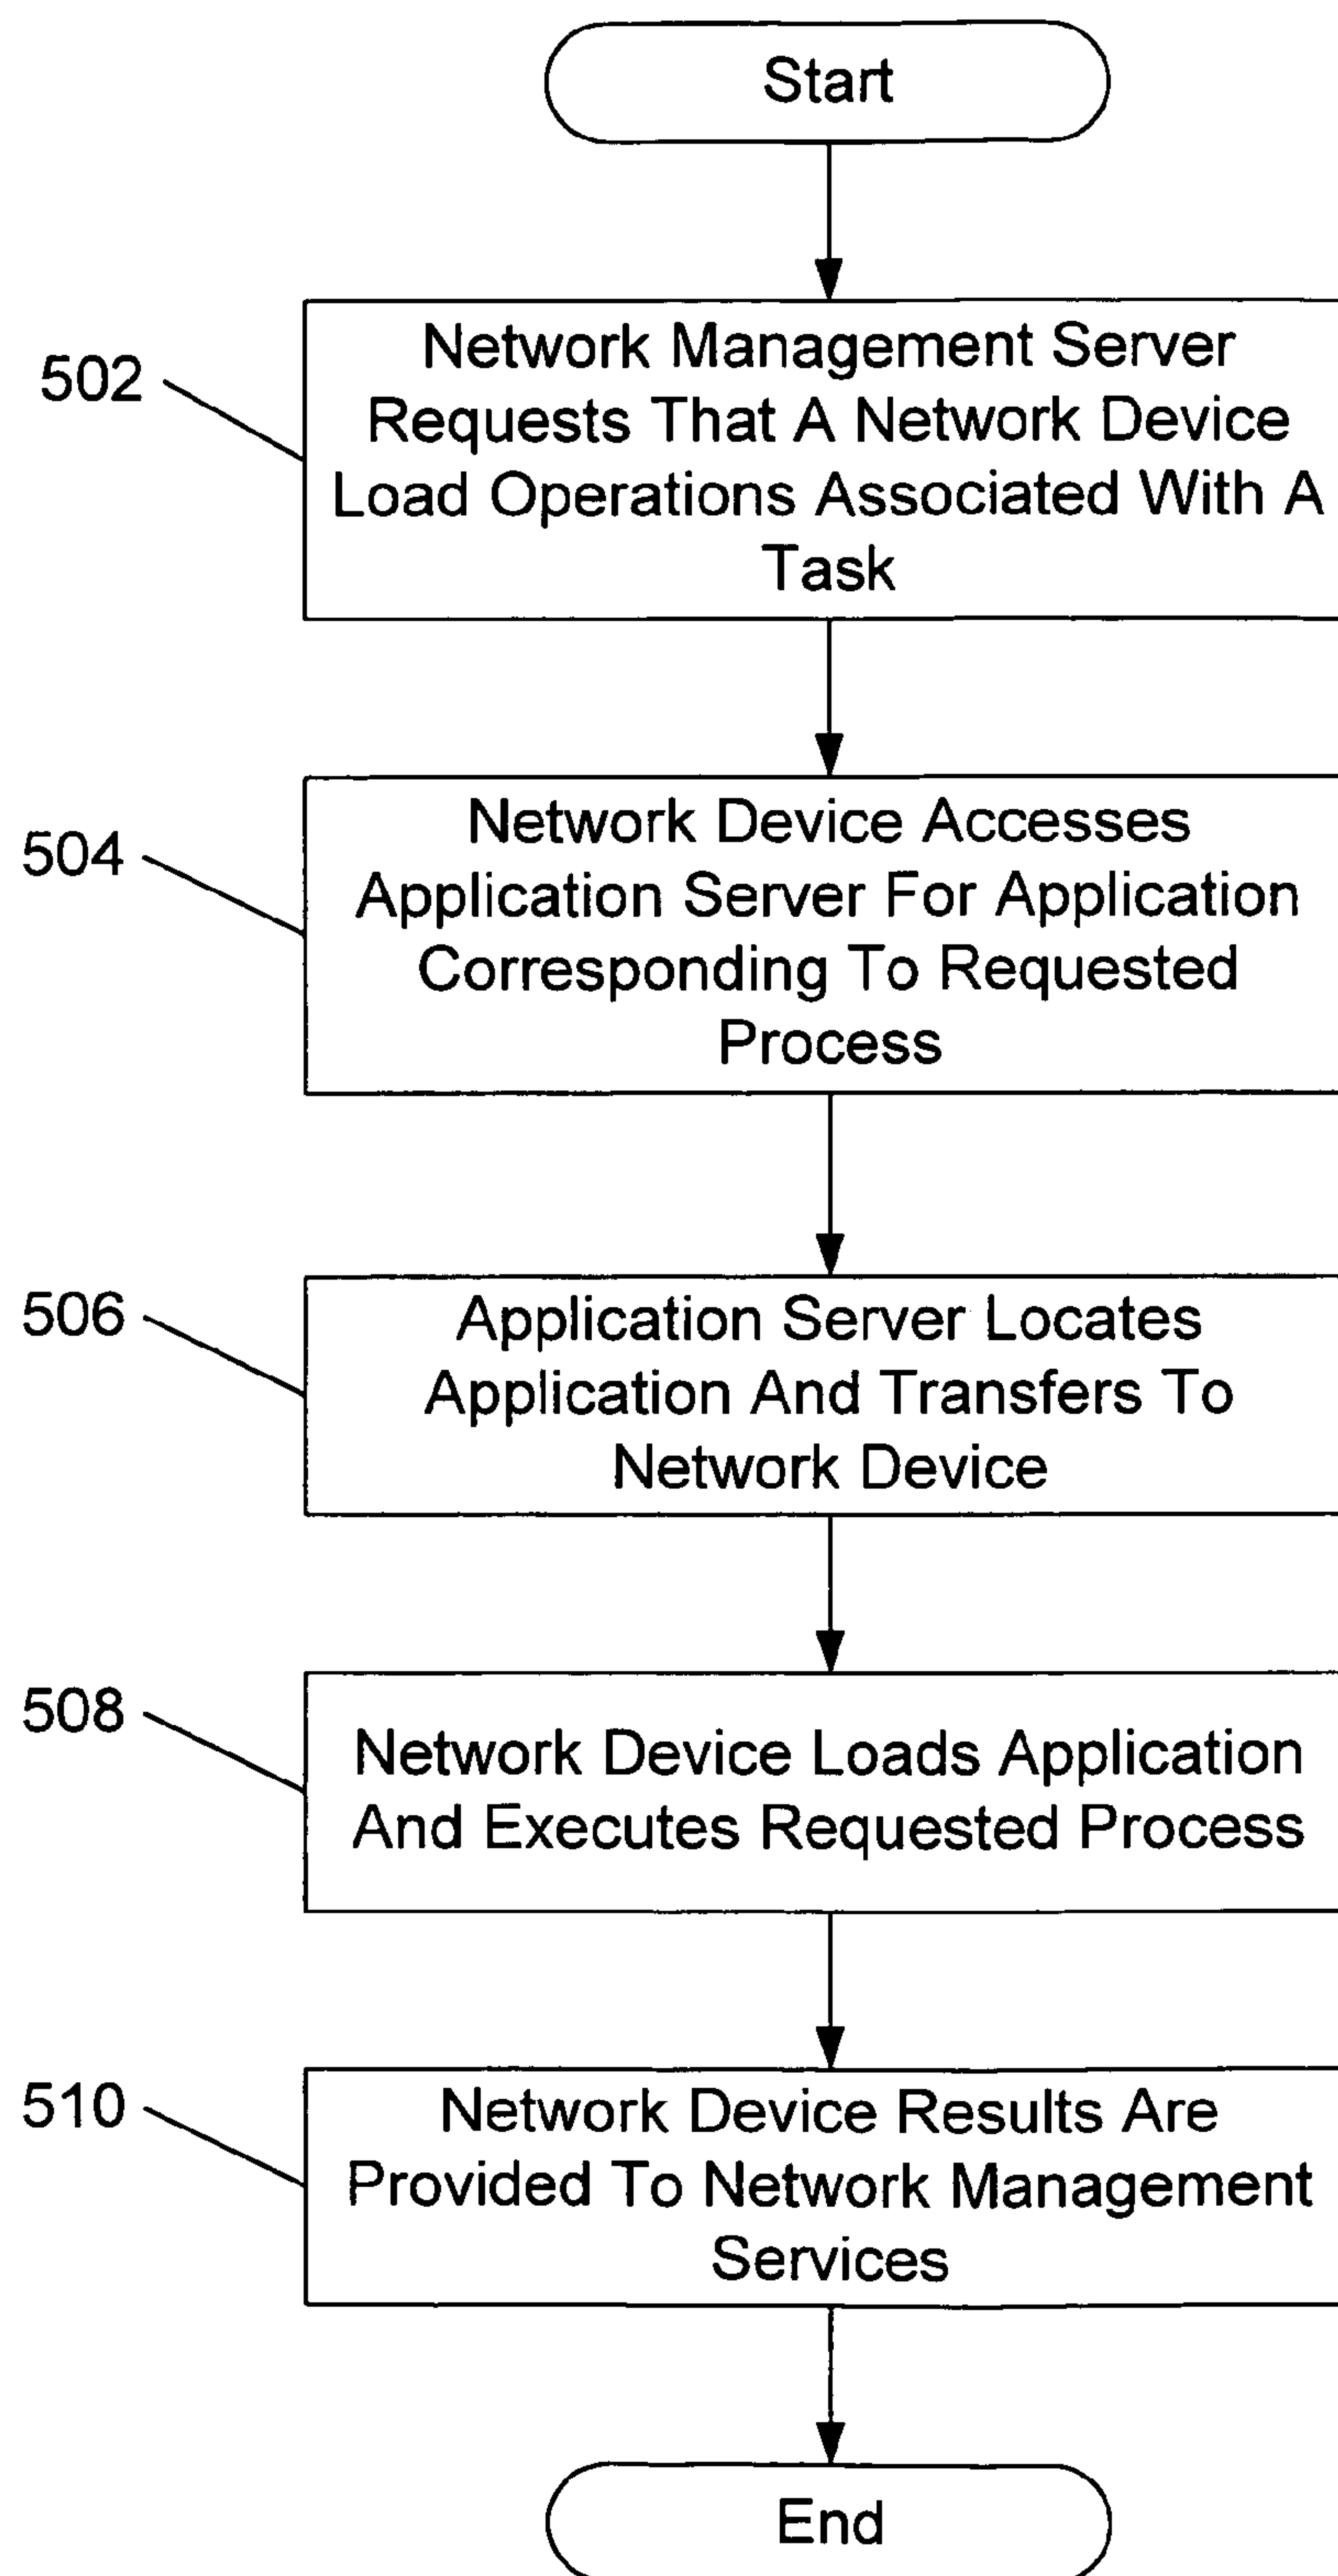 Start
502
Network Management Server
Requests That A Network Device
Load Operations Associated With A
Task
504
Network Device Accesses
Application Server For Application
Corresponding To Requested
Process
506
Application Server Locates
Application And Transfers To
Network Device
508
Network Device Loads Application
And Executes Requested Process
510
Network Device Results Are
Provided To Network Management
Services
End